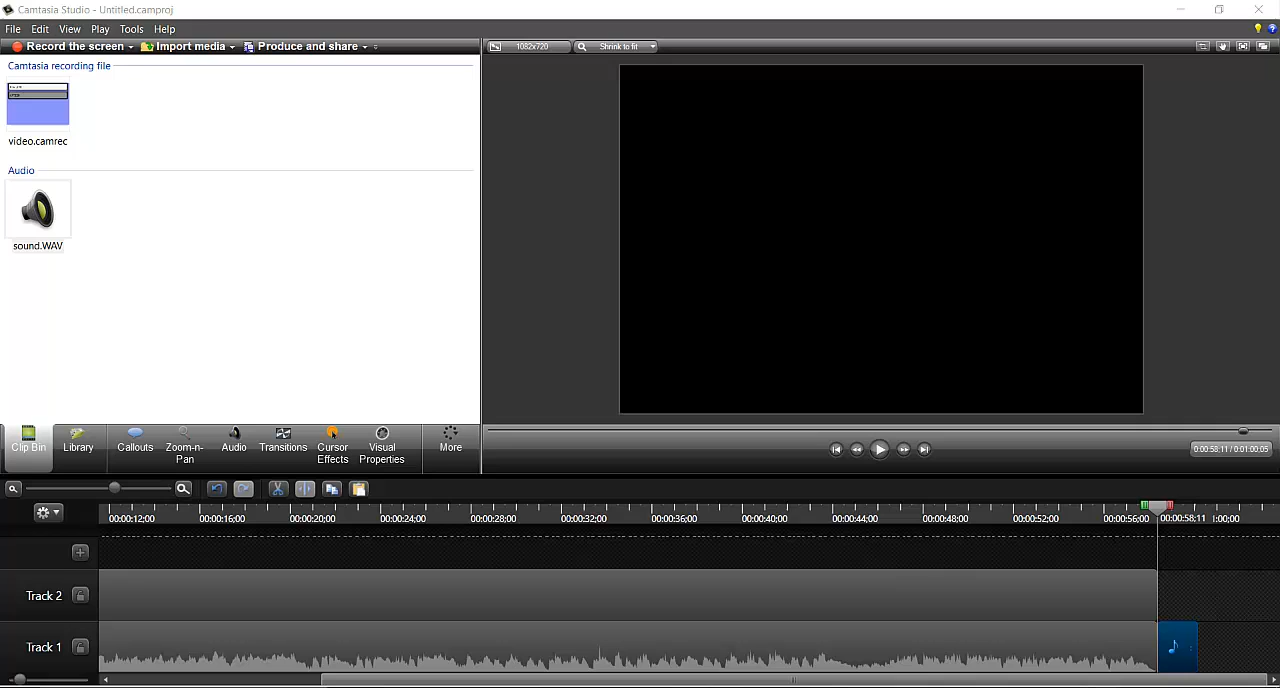 Camtasia Studio - Untitled.camproj
File Edit View Play Tools Help
Record the screen Import media Produce and share
1082x720 Shrink to fit
Camtasia recording file
video.camrec
Audio
sound.WAV
Clip Bin Library Callouts Zoom-n-Pan Audio Transitions Cursor Effects Visual Properties More
0:00:58;11 / 0:01:00;05
00:00:12;00 00:00:16;00 00:00:20;00 00:00:24;00 00:00:28;00 00:00:32;00 00:00:36;00 00:00:40;00 00:00:44;00 00:00:48;00 00:00:52;00 00:00:56;00 00:00:58;11 l:00;00
Track 2
Track 1